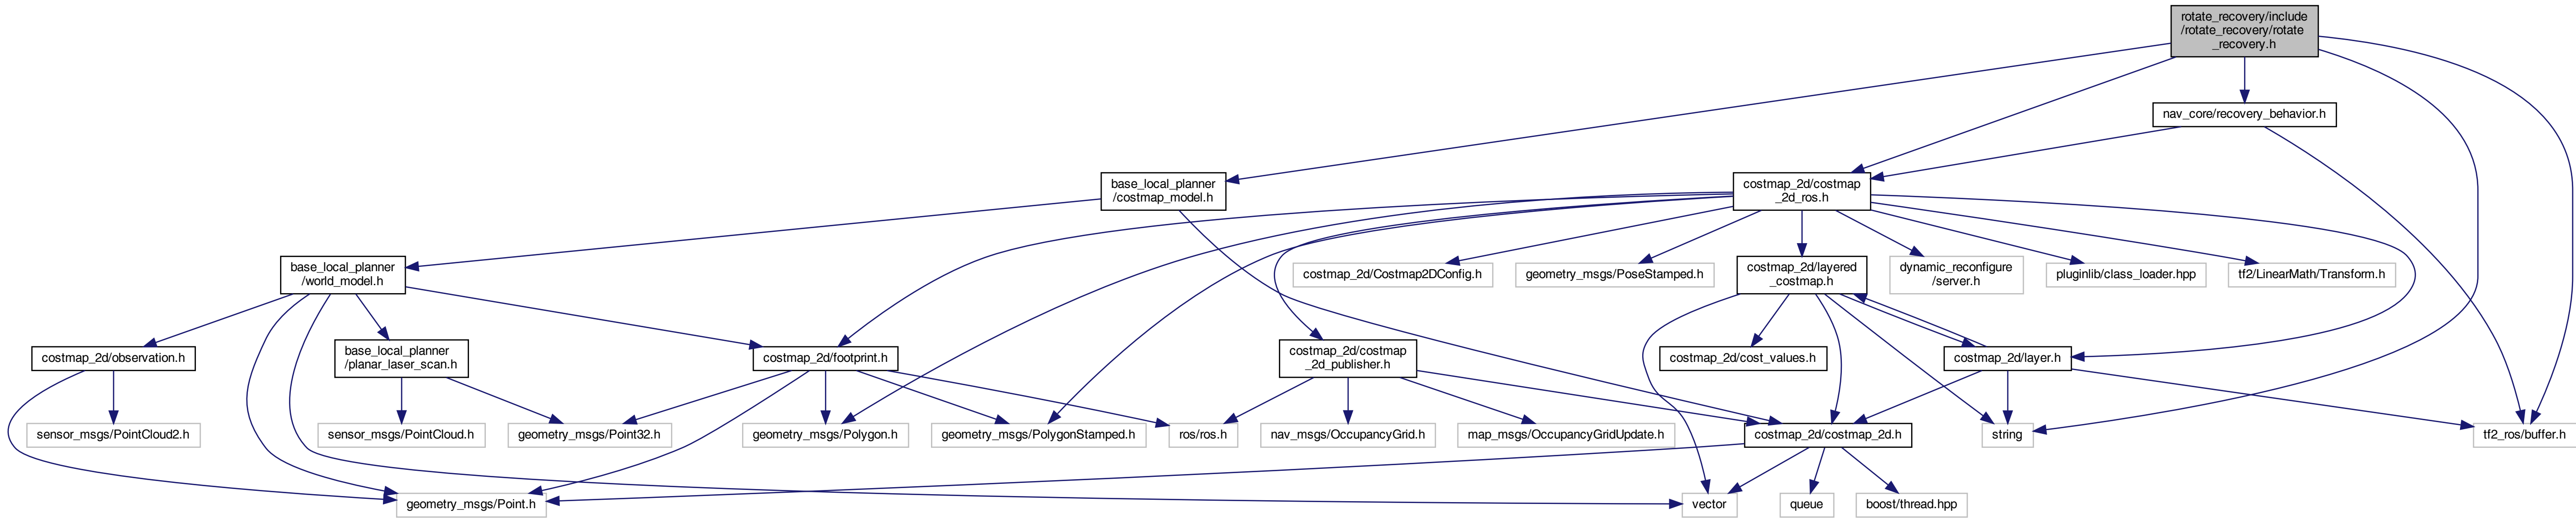 rotate_recovery/include
/rotate_recovery/rotate
_recovery.h
nav_core/recovery_behavior.h
base_local_planner
/costmap_model.h
costmap_2d/costmap
_2d_ros.h
base_local_planner
/world_model.h
costmap_2d/Costmap2DConfig.h
geometry_msgs/PoseStamped.h
costmap_2d/layered
_costmap.h
dynamic_reconfigure
/server.h
pluginlib/class_loader.hpp
tf2/LinearMath/Transform.h
costmap_2d/observation.h
base_local_planner
/planar_laser_scan.h
costmap_2d/footprint.h
costmap_2d/costmap
_2d_publisher.h
costmap_2d/cost_values.h
costmap_2d/layer.h
sensor_msgs/PointCloud2.h
sensor_msgs/PointCloud.h
geometry_msgs/Point32.h
geometry_msgs/Polygon.h
geometry_msgs/PolygonStamped.h
ros/ros.h
nav_msgs/OccupancyGrid.h
map_msgs/OccupancyGridUpdate.h
costmap_2d/costmap_2d.h
string
tf2_ros/buffer.h
geometry_msgs/Point.h
vector
queue
boost/thread.hpp